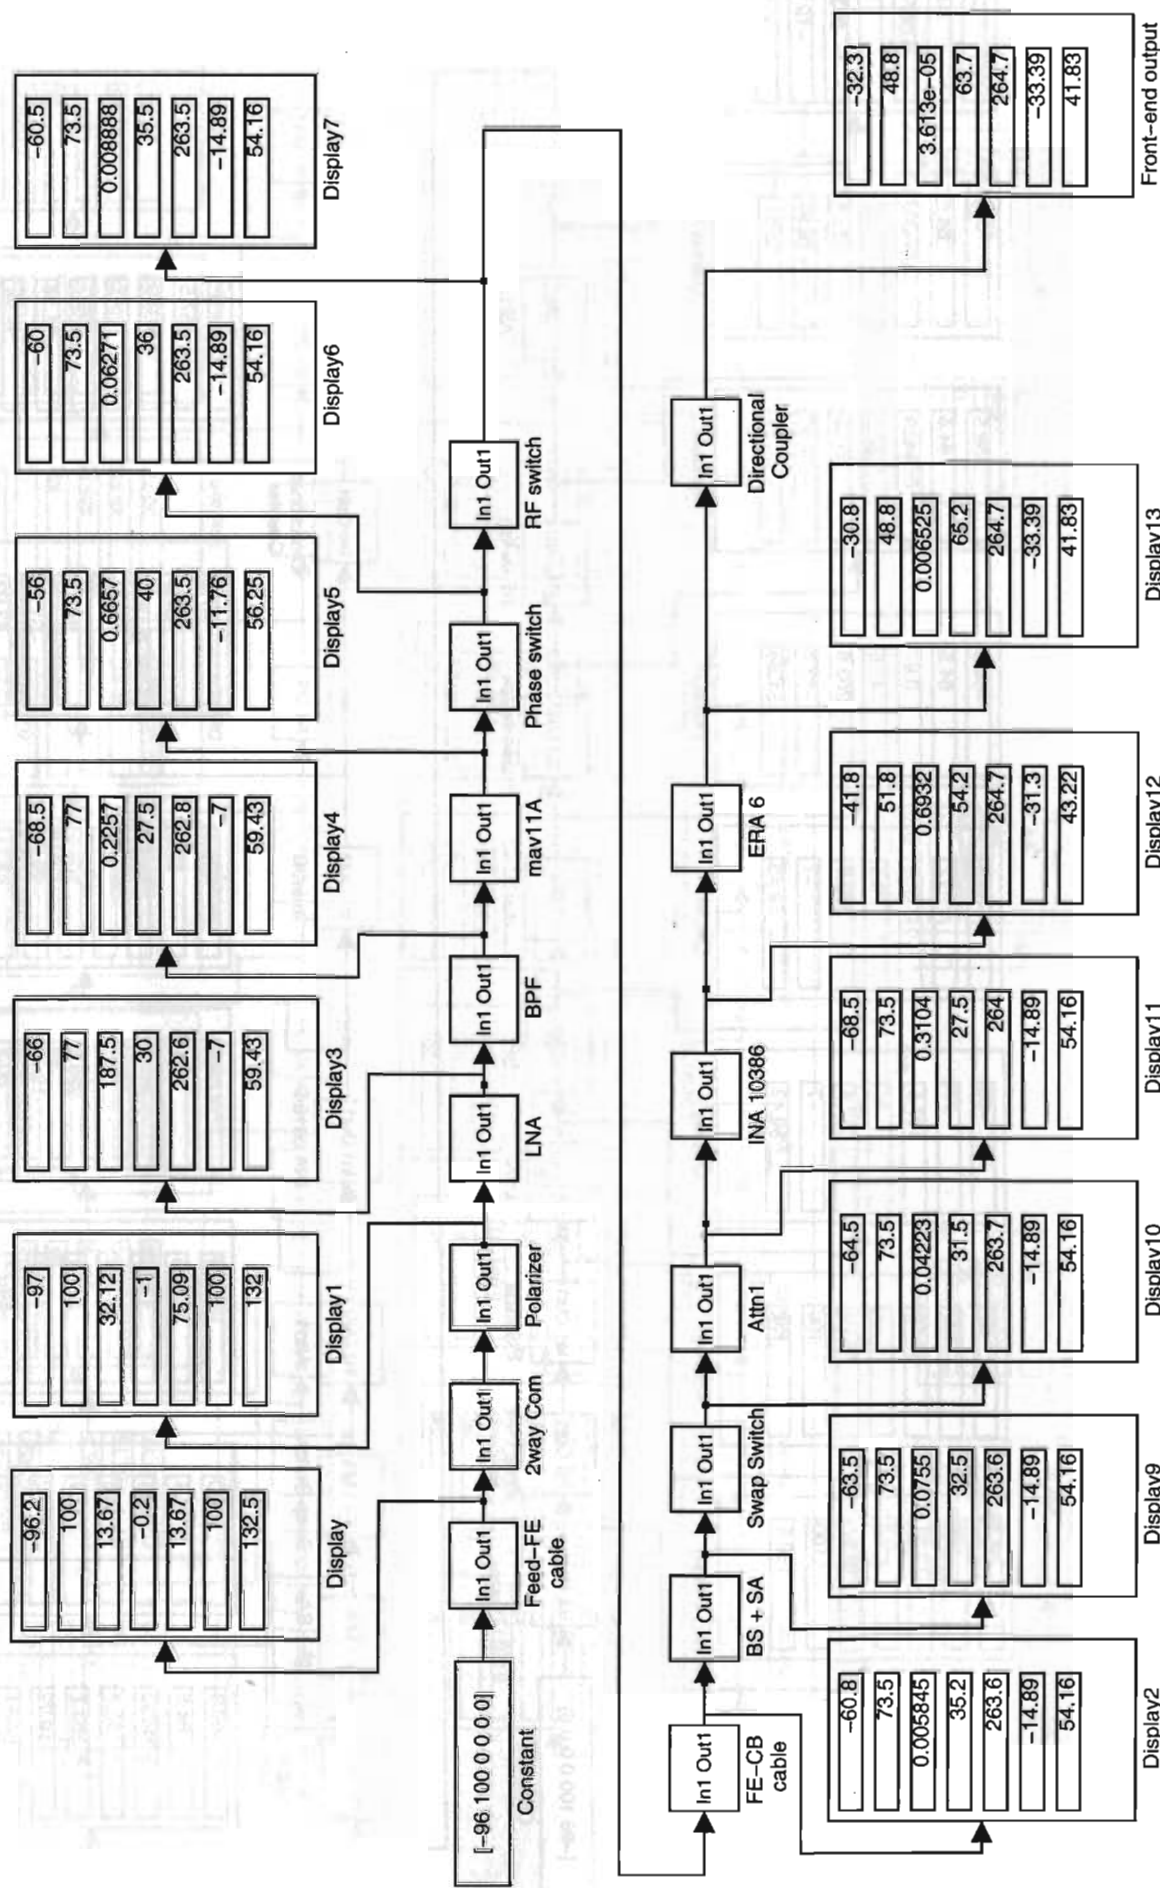 −96.2
100
13.67
−0.2
13.67
100
132.5
Display
−97
100
32.12
−1
75.09
100
132
Display1
−66
77
187.5
30
262.6
−7
59.43
Display3
−68.5
77
0.2257
27.5
262.8
−7
59.43
Display4
−56
73.5
0.6657
40
263.5
−11.76
56.25
Display5
−60
73.5
0.06271
36
263.5
−14.89
54.16
Display6
−60.5
73.5
0.008888
35.5
263.5
−14.89
54.16
Display7
[−96 100 0 0 0 0 0]
Constant
In1 Out1
Feed−FE
cable
In1 Out1
2way Com
In1 Out1
Polarizer
In1 Out1
LNA
In1 Out1
BPF
In1 Out1
mav11A
In1 Out1
Phase switch
In1 Out1
RF switch
In1 Out1
FE−CB
cable
In1 Out1
BS + SA
In1 Out1
Swap Switch
In1 Out1
Attn1
In1 Out1
INA 10386
In1 Out1
ERA 6
In1 Out1
Directional
Coupler
−60.8
73.5
0.005845
35.2
263.6
−14.89
54.16
Display2
−63.5
73.5
0.0755
32.5
263.6
−14.89
54.16
Display9
−64.5
73.5
0.04223
31.5
263.7
−14.89
54.16
Display10
−68.5
73.5
0.3104
27.5
264
−14.89
54.16
Display11
−41.8
51.8
0.6932
54.2
264.7
−31.3
43.22
Display12
−30.8
48.8
0.006525
65.2
264.7
−33.39
41.83
Display13
−32.3
48.8
3.613e−05
63.7
264.7
−33.39
41.83
Front−end output